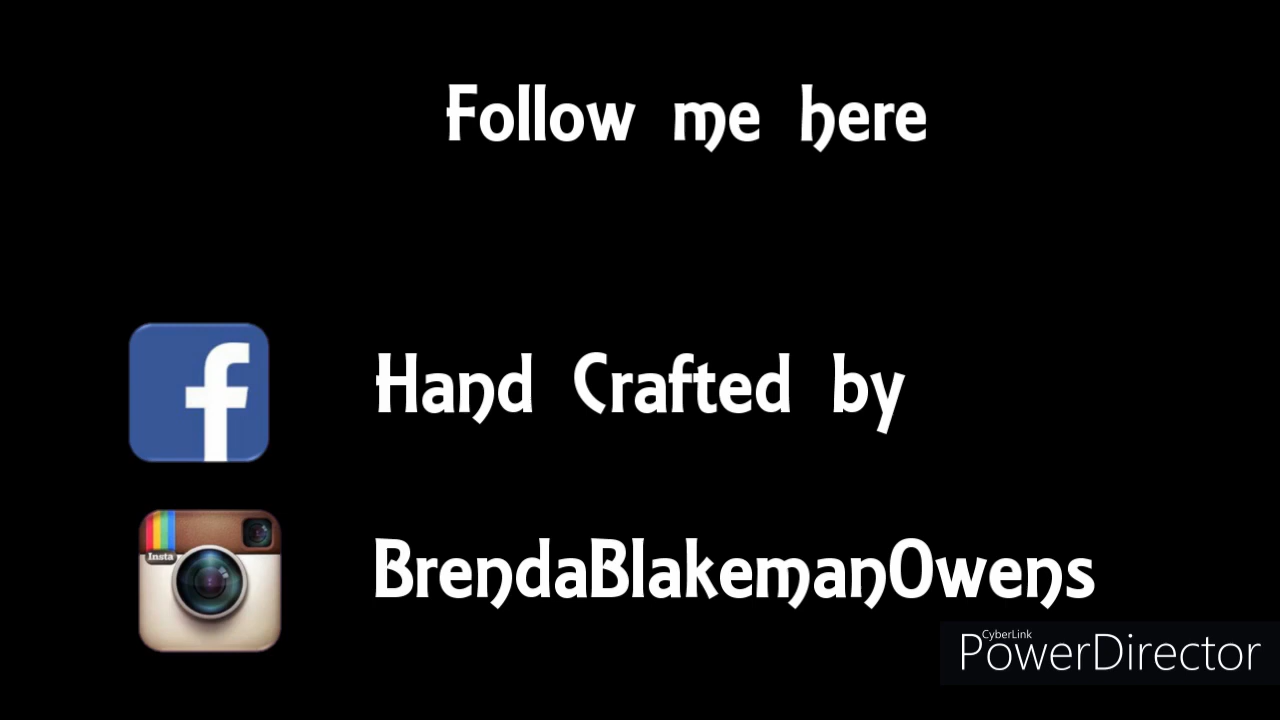 Follow me here
Hand Crafted by
Insta
BrendaBlakemanOwens
CyberLink
PowerDirector